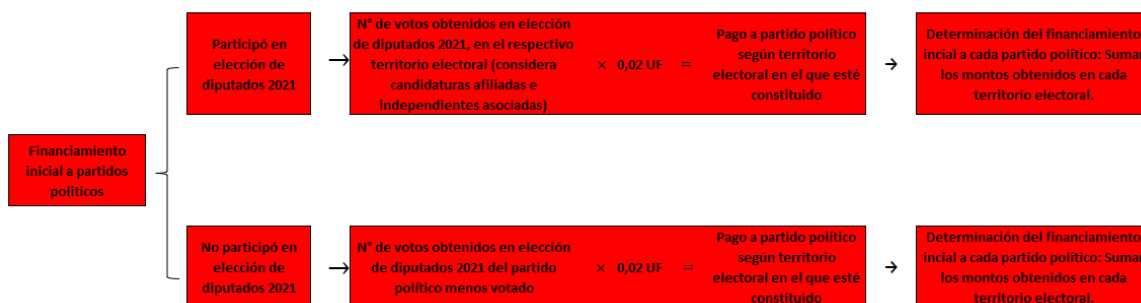 Financiamiento
inicial a partidos
políticos
Participó en
elección de
diputados 2021
→
N° de votos obtenidos en elección
de diputados 2021, en el respectivo
territorio electoral (considera
candidaturas afiliadas e
independientes asociadas)
× 0,02 UF =
Pago a partido político
según territorio
electoral en el que esté
constituido
→
Determinación del financiamiento
incial a cada partido político: Sumar
los montos obtenidos en cada
territorio electoral.
No participó en
elección de
diputados 2021
→
N° de votos obtenidos en elección
de diputados 2021 del partido
político menos votado
× 0,02 UF =
Pago a partido político
según territorio
electoral en el que esté
constituido
→
Determinación del financiamiento
incial a cada partido político: Sumar
los montos obtenidos en cada
territorio electoral.